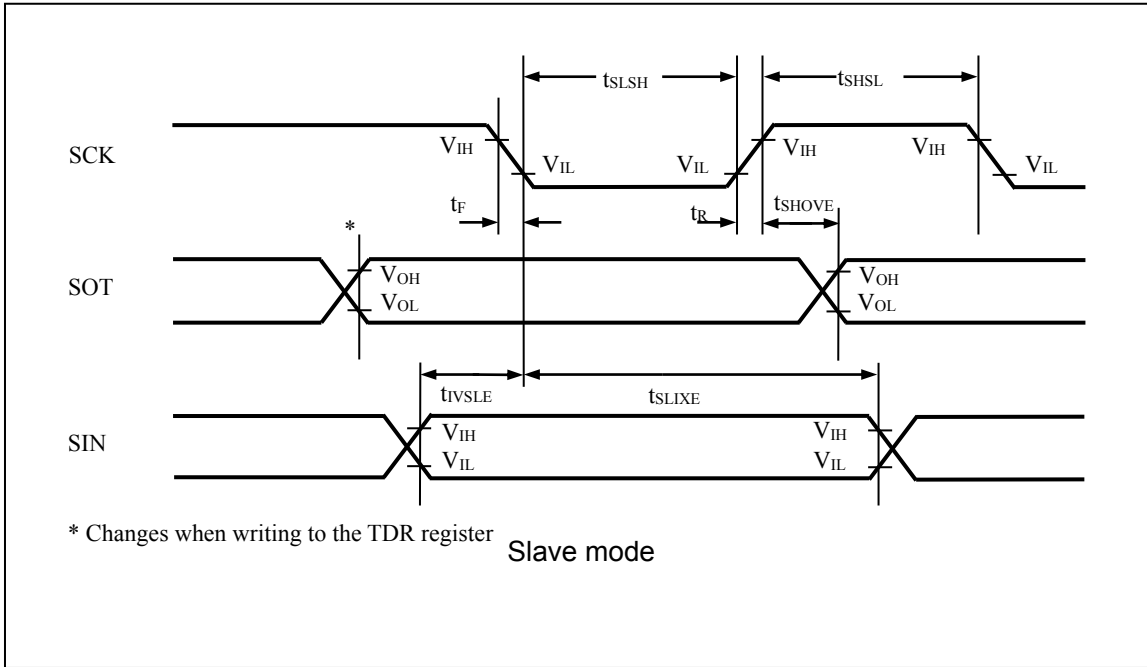 tSLSH
tSHSL
SCK
VIH
VIL
VIL
VIH
VIH
VIL
tF
tR
tSHOVE
*
SOT
VOH
VOL
VOH
VOL
tIVSLE
tSLIXE
SIN
VIH
VIL
VIH
VIL
* Changes when writing to the TDR register
Slave mode